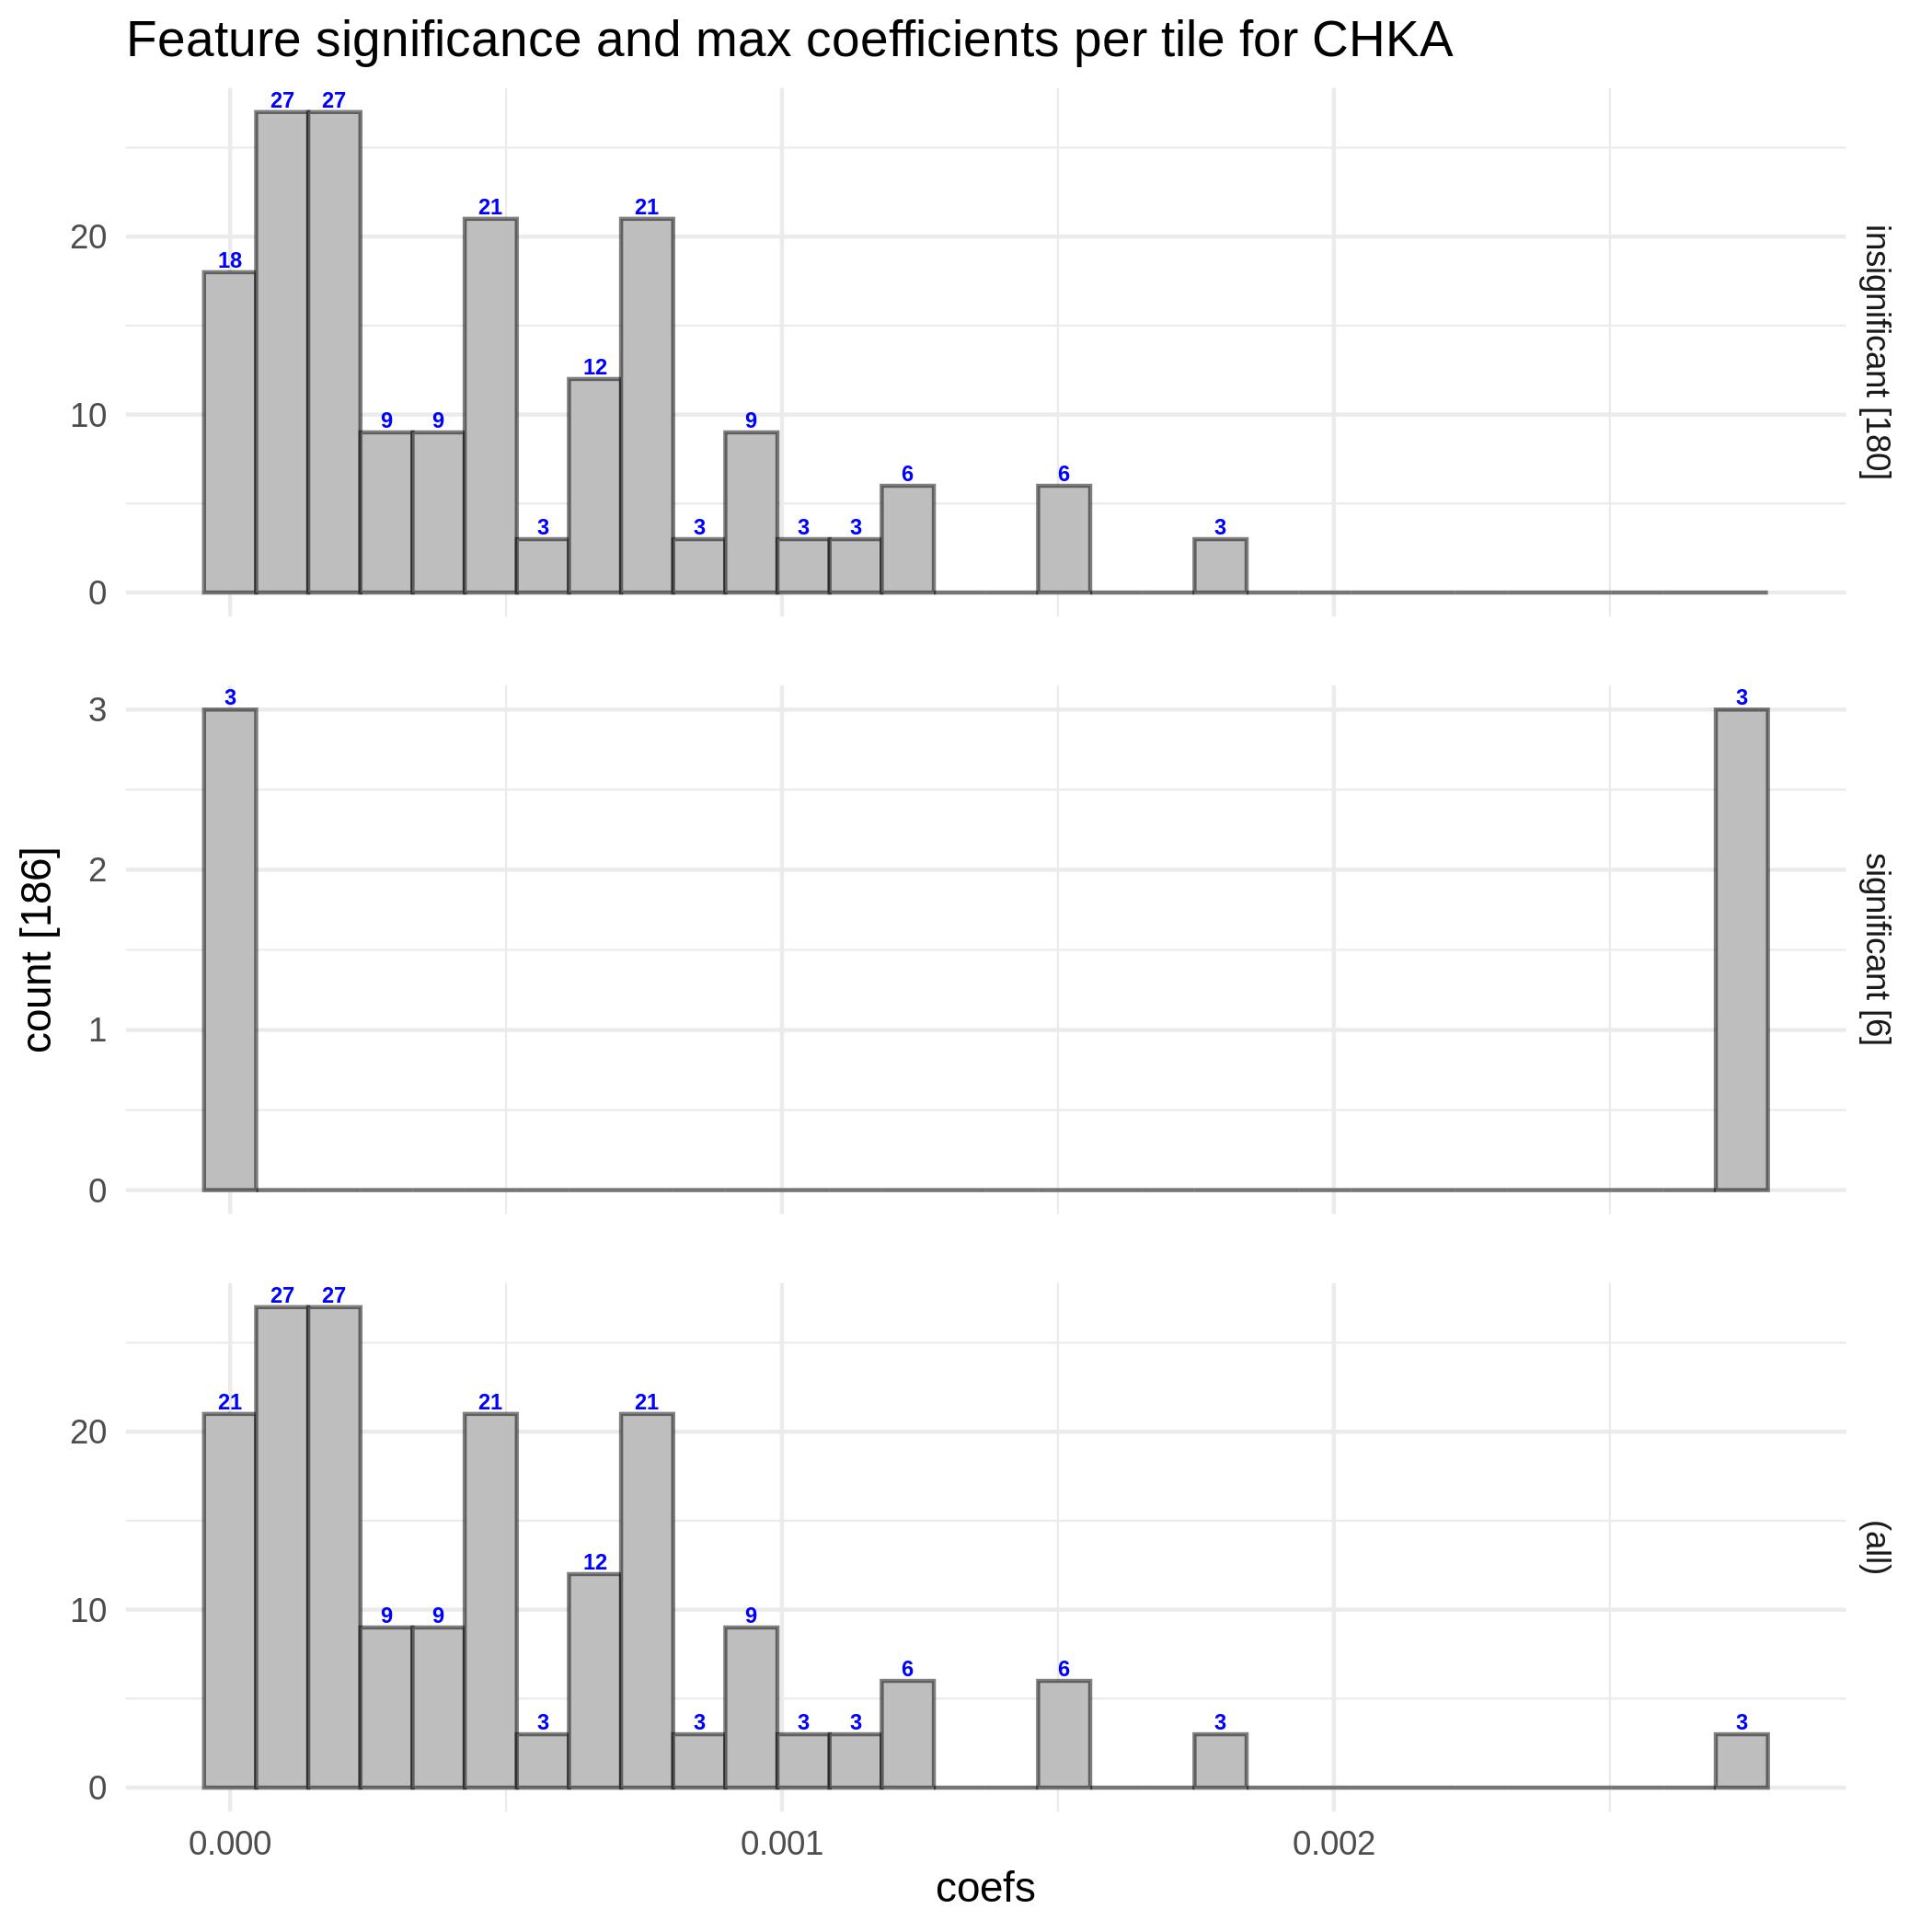 Feature significance and max coefficients per tile for CHKA
27 27
21 21
20
18
12
10
9 9 9
6 6
3 3 3 3 3
0
insignificant [180]
3 3
3
2
1
0
significant [6]
count [186]
27 27
21 21 21
20
12
10
9 9 9
6 6
3 3 3 3 3 3
0
(all)
0.000 0.001 0.002
coefs